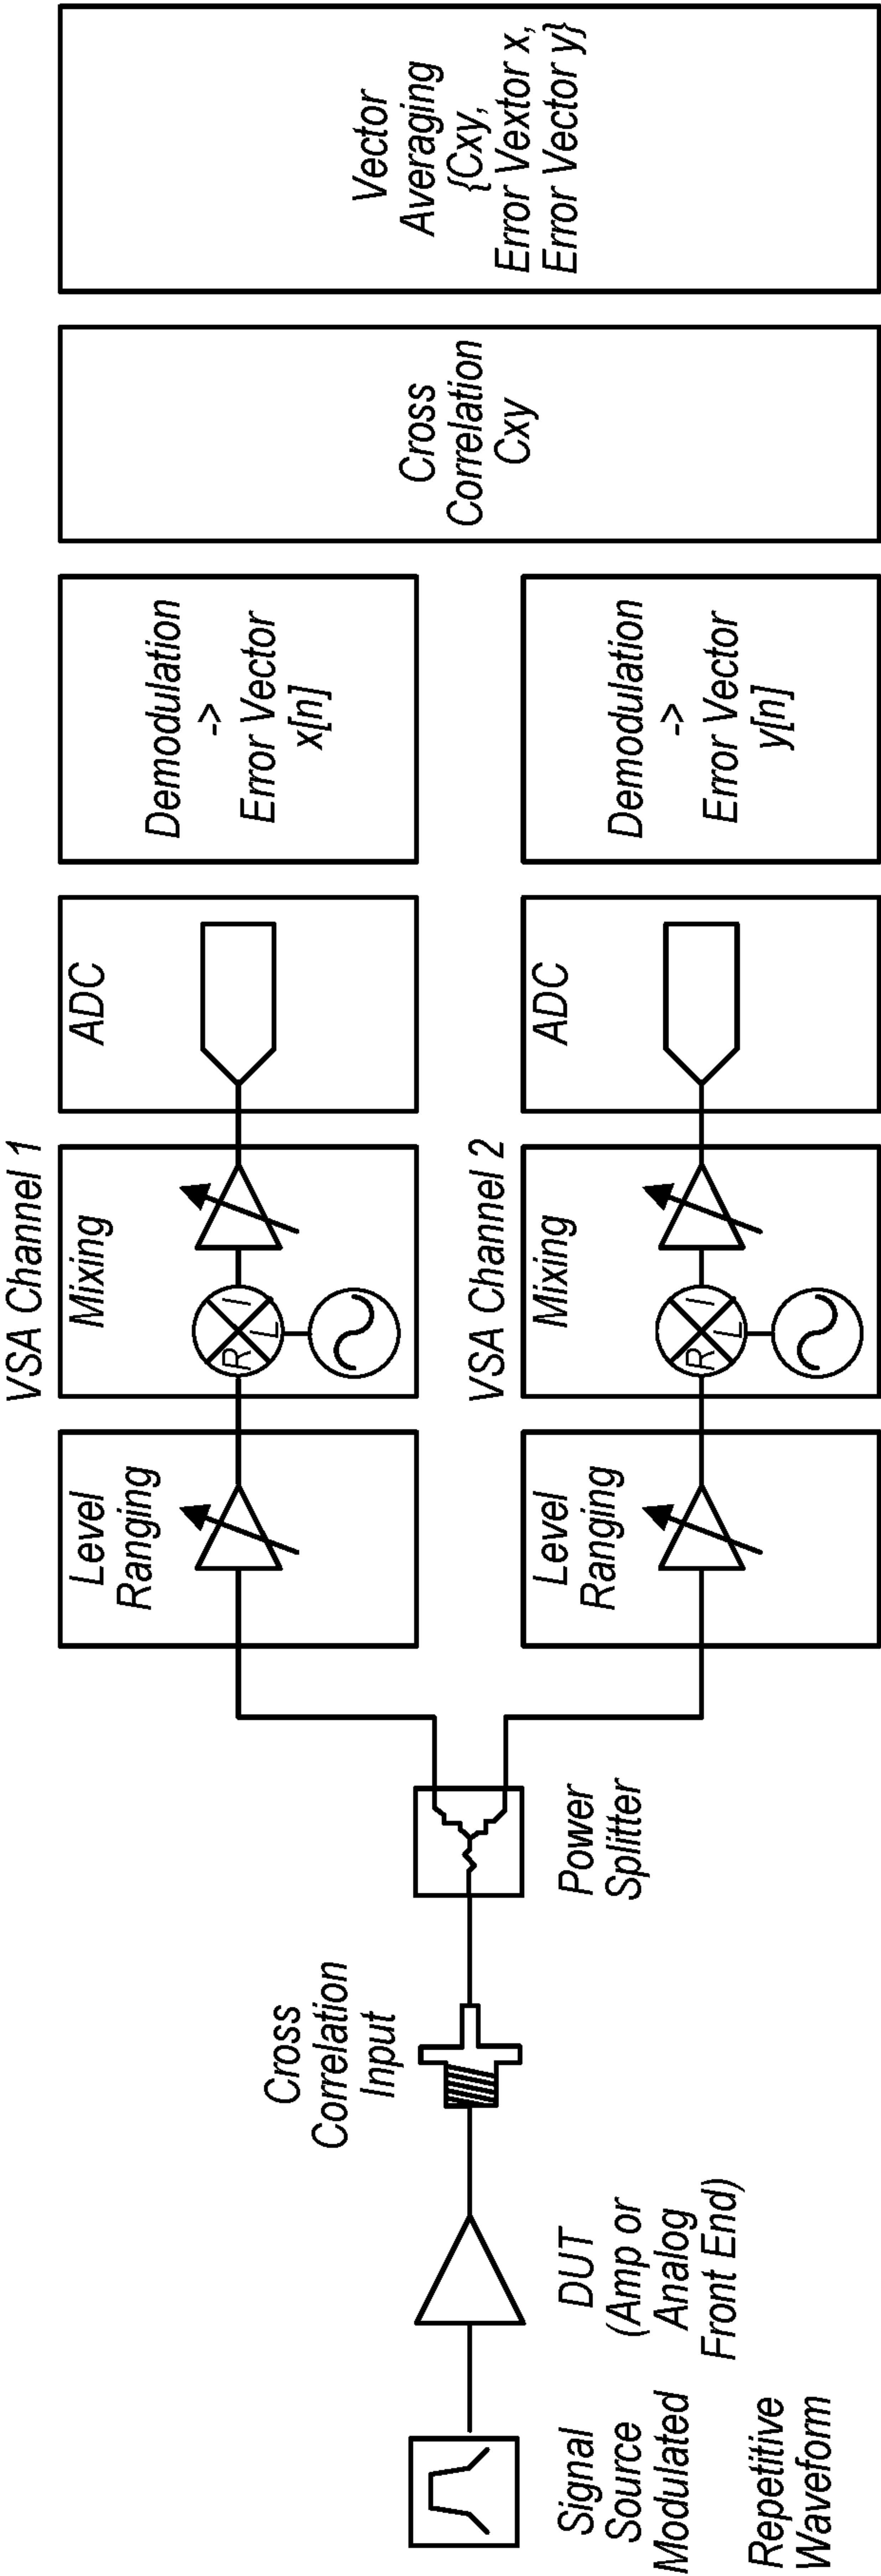 Signal
Source
Modulated
Repetitive
Waveform
DUT
(Amp or
Analog
Front End)
Cross
Correlation
Input
Power
Splitter
VSA Channel 1
Level
Ranging
Mixing
R
L
I
ADC
Demodulation
->
Error Vector
x[n]
VSA Channel 2
Level
Ranging
Mixing
R
L
I
ADC
Demodulation
->
Error Vector
y[n]
Cross
Correlation
Cxy
Vector
Averaging
{Cxy,
Error Vextor x,
Error Vector y}